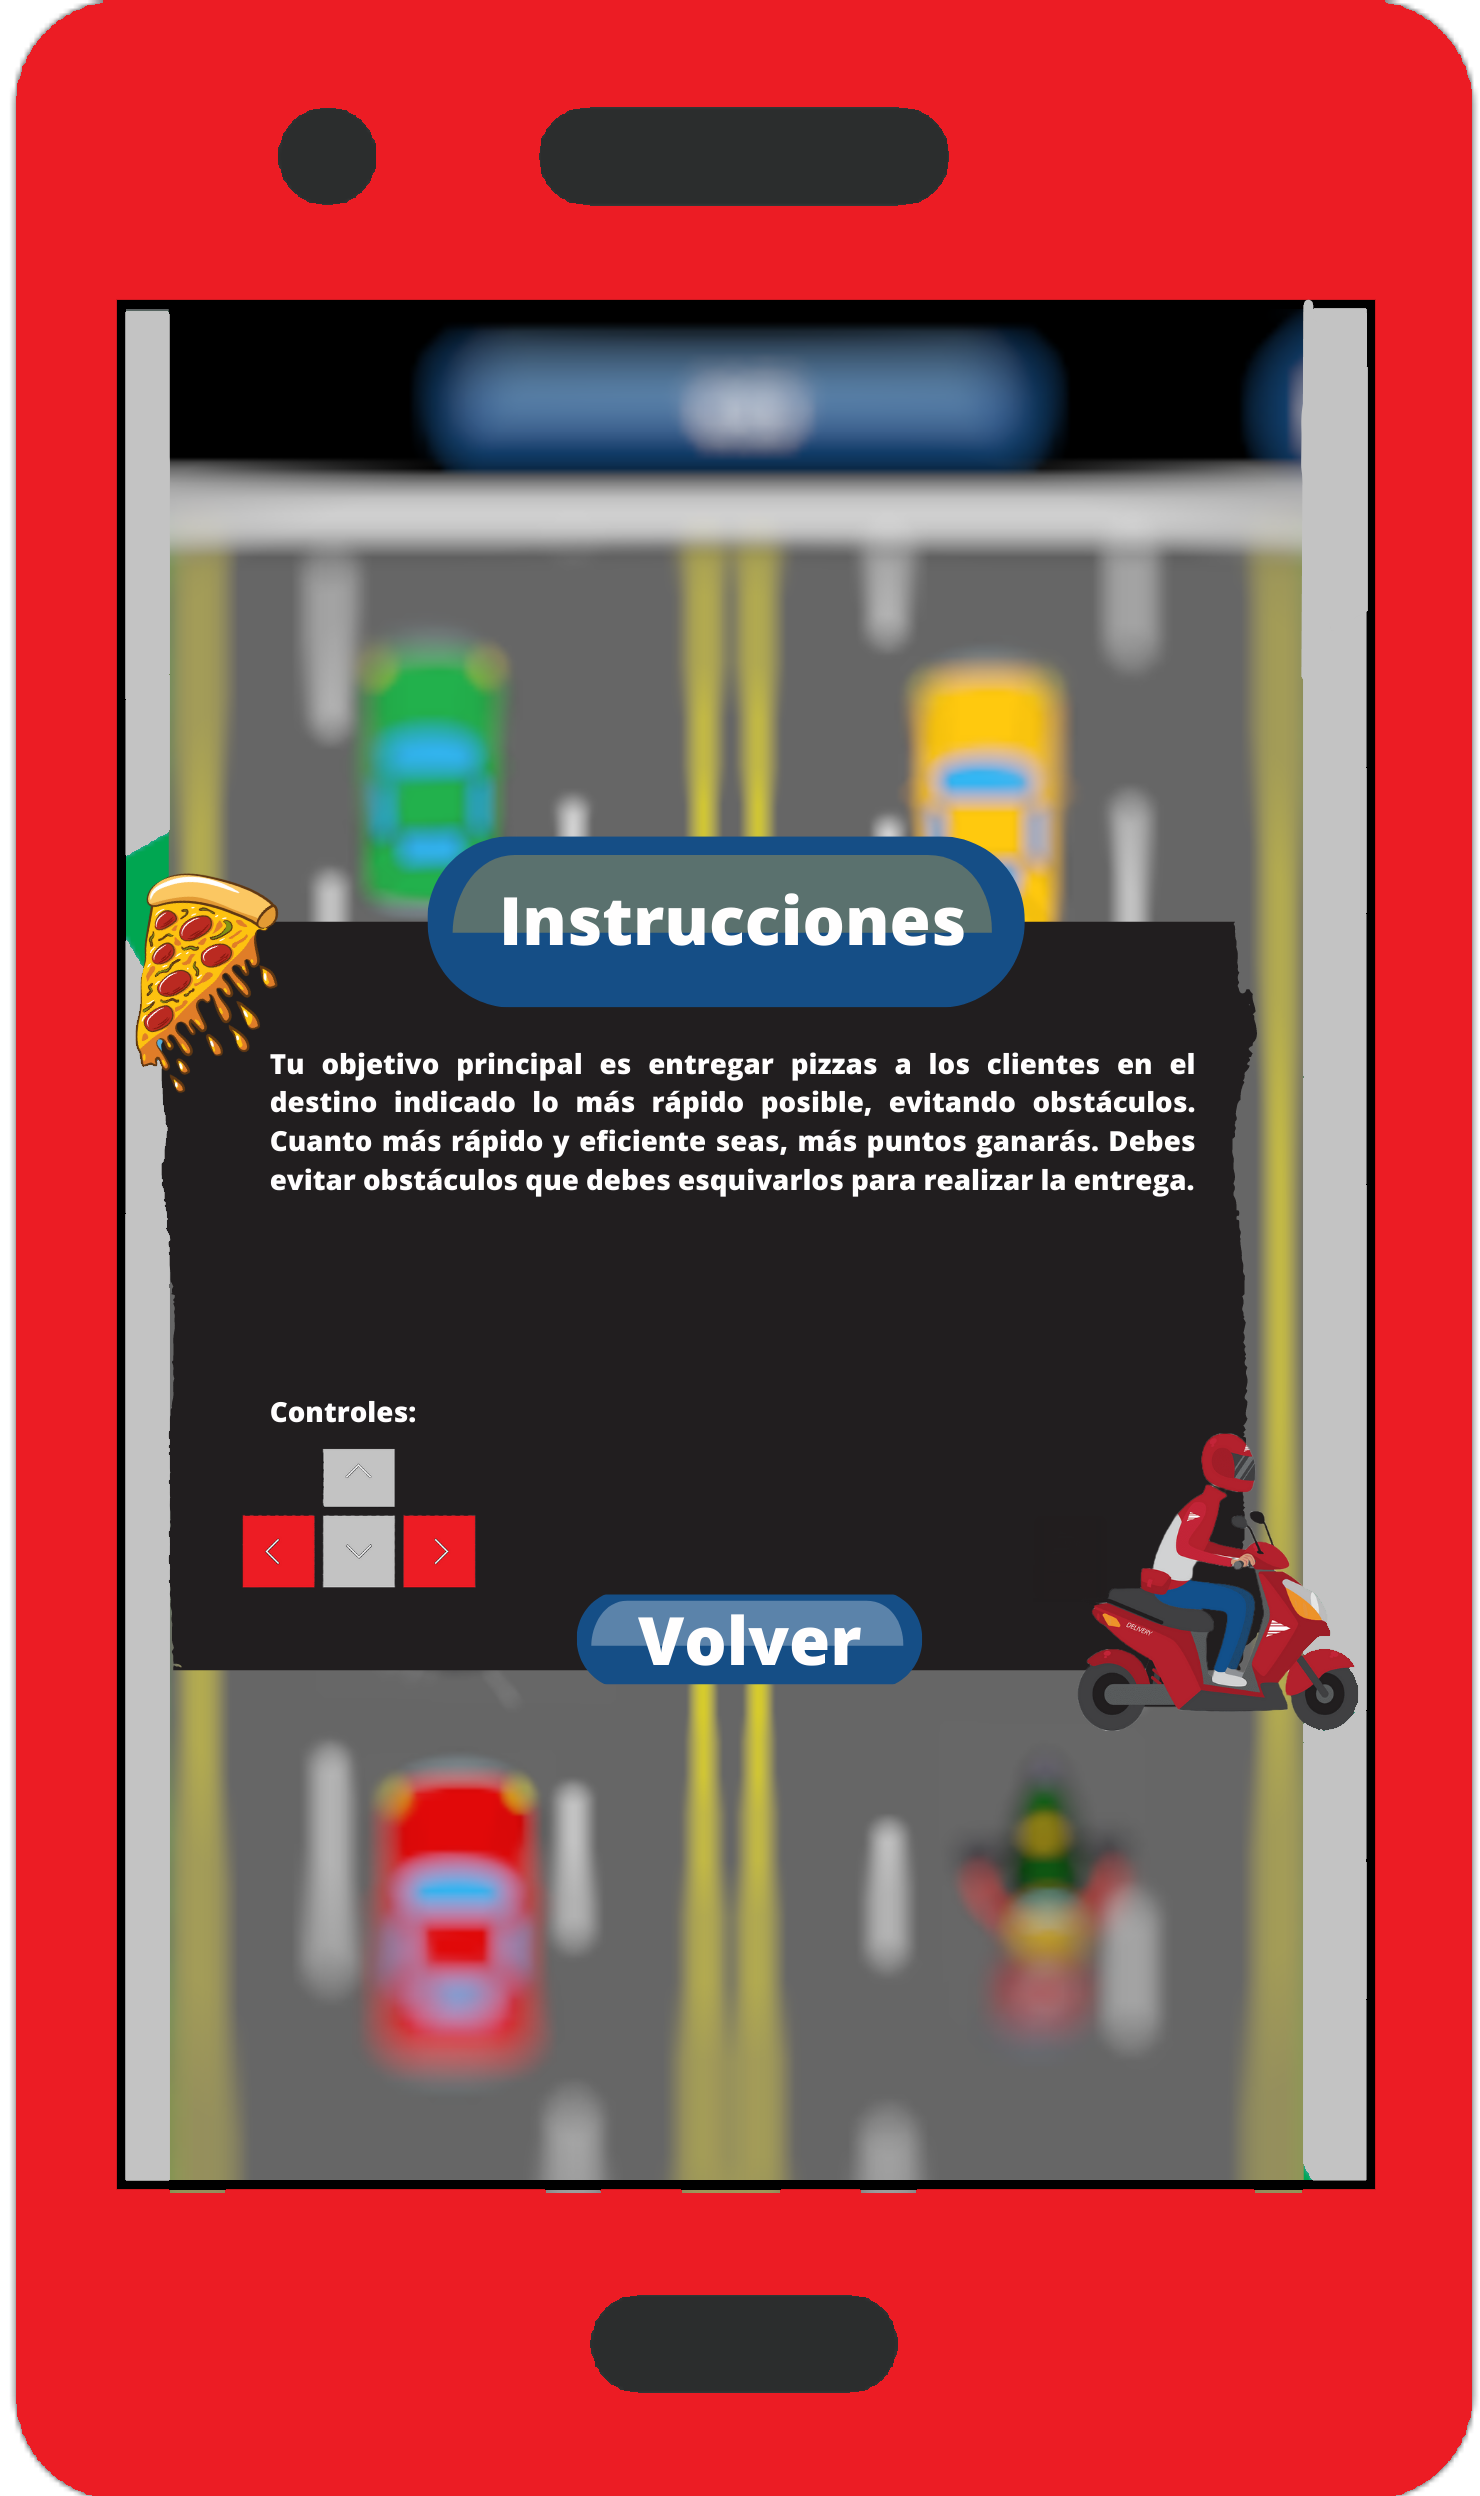 Instrucciones
Tu objetivo principal es entregar pizzas a los clientes en el
destino indicado lo más rápido posible, evitando obstáculos.
Cuanto más rápido y eficiente seas, más puntos ganarás. Debes
evitar obstáculos que debes esquivarlos para realizar la entrega.
Controles:
DELIVERY
Volver